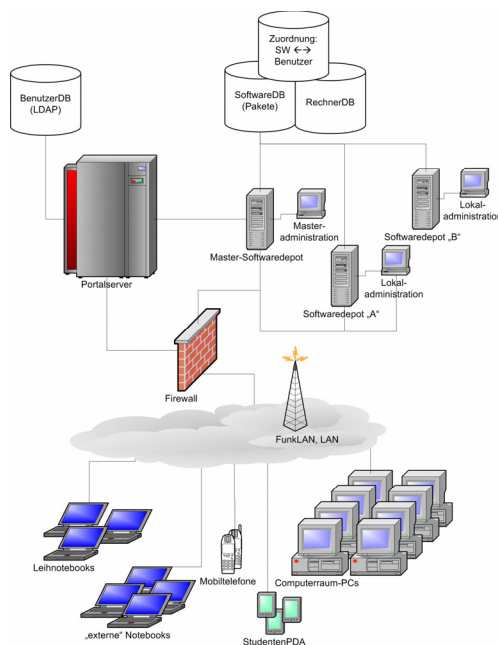 Zuordnung:
SW ←→
Benutzer
BenutzerDB
(LDAP)
SoftwareDB
(Pakete)
RechnerDB
Master-
administration
Master-Softwaredepot
Lokal-
administration
Softwaredepot „B“
Portalserver
Lokal-
administration
Softwaredepot „A“
Firewall
FunkLAN, LAN
Leihnotebooks
Mobiltelefone
Computerraum-PCs
„externe“ Notebooks
StudentenPDA